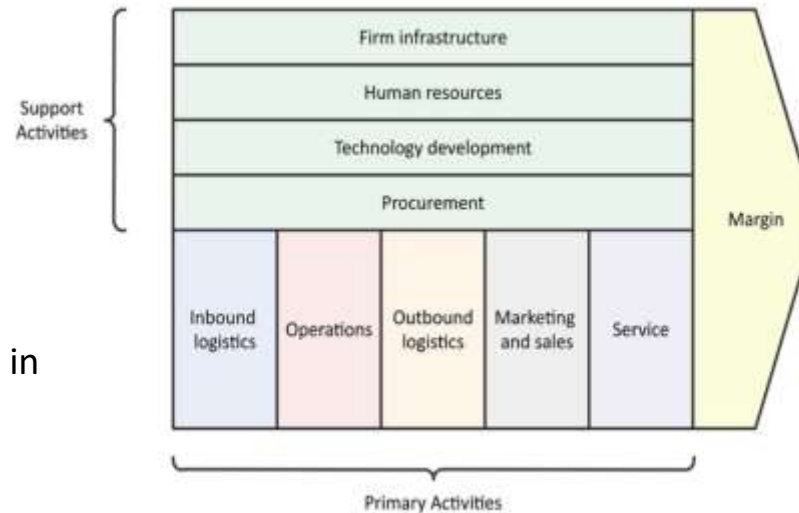 Firm infrastructure
Human resources
Support
Activities
Technology development
Procurement
Margin
Inbound
logistics
Operations
Outbound
logistics
Marketing
and sales
Service
in
Primary Activities